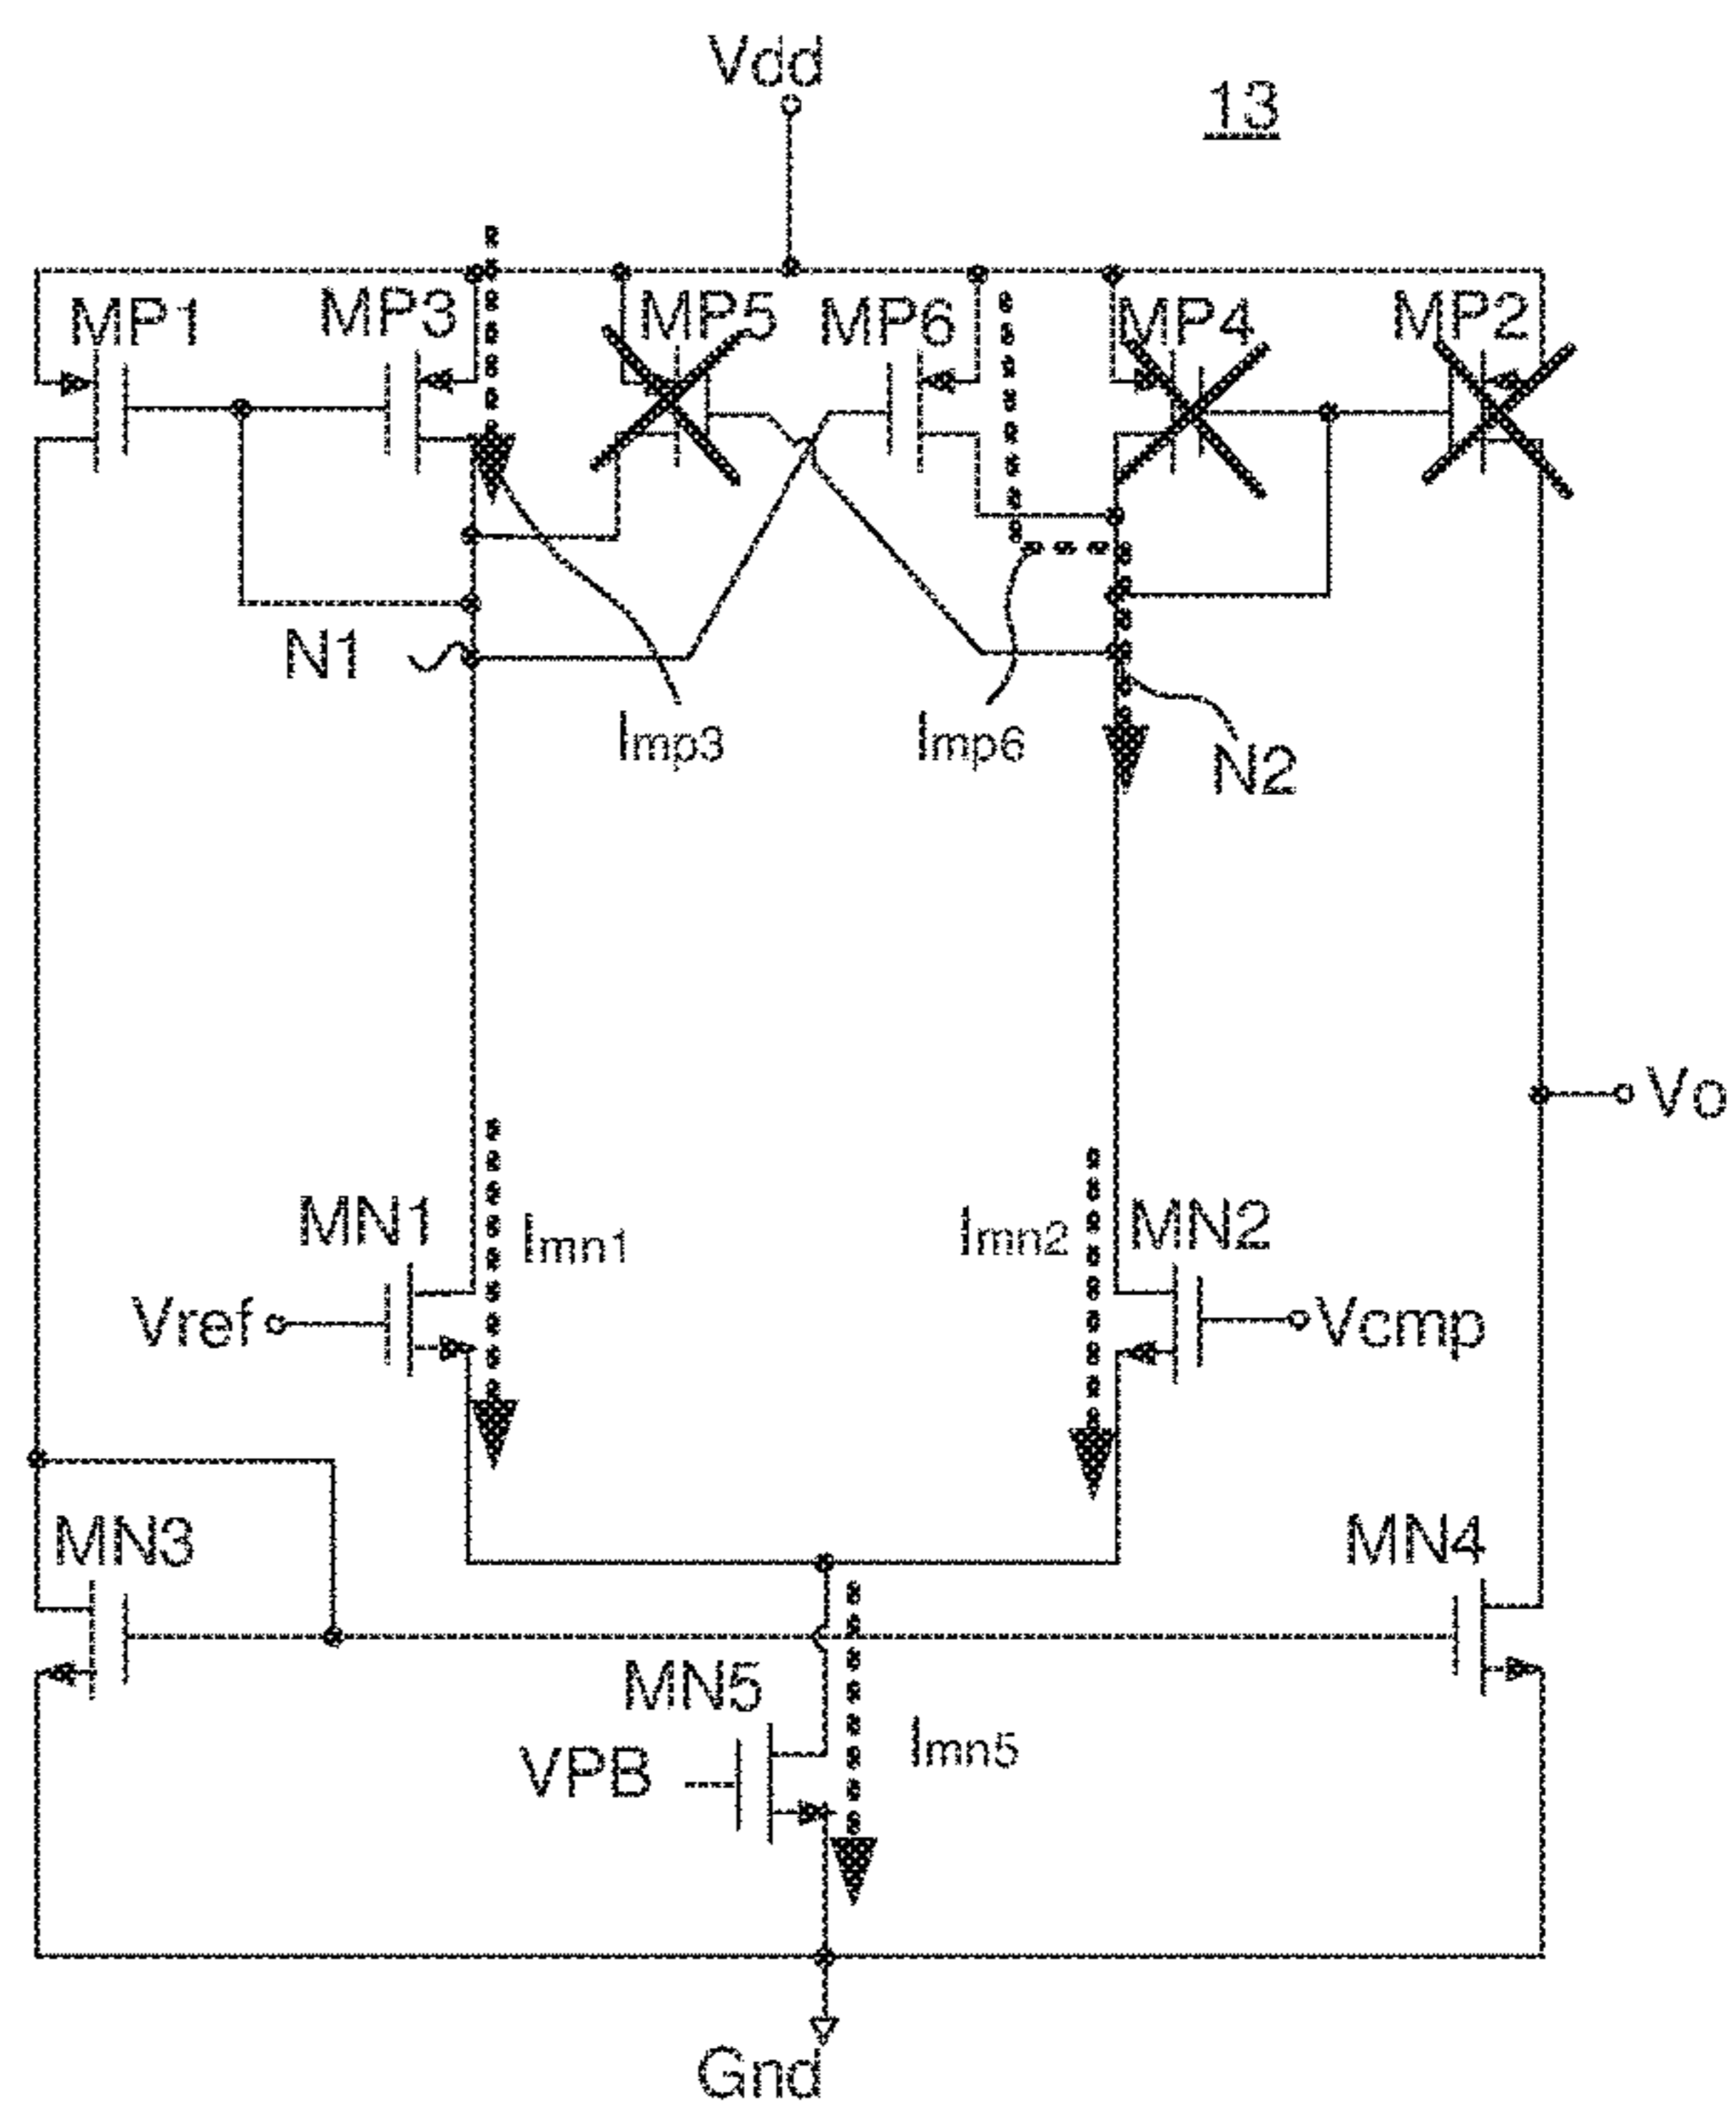 Vdd
13
MP1
MP3
MP5
MP6
MP4
MP2
N1
Imp3
Imp6
N2
Vo
MN1
Imn1
Imn2
MN2
Vref
Vcmp
MN3
MN4
MN5
VPB
Imn5
Gnd